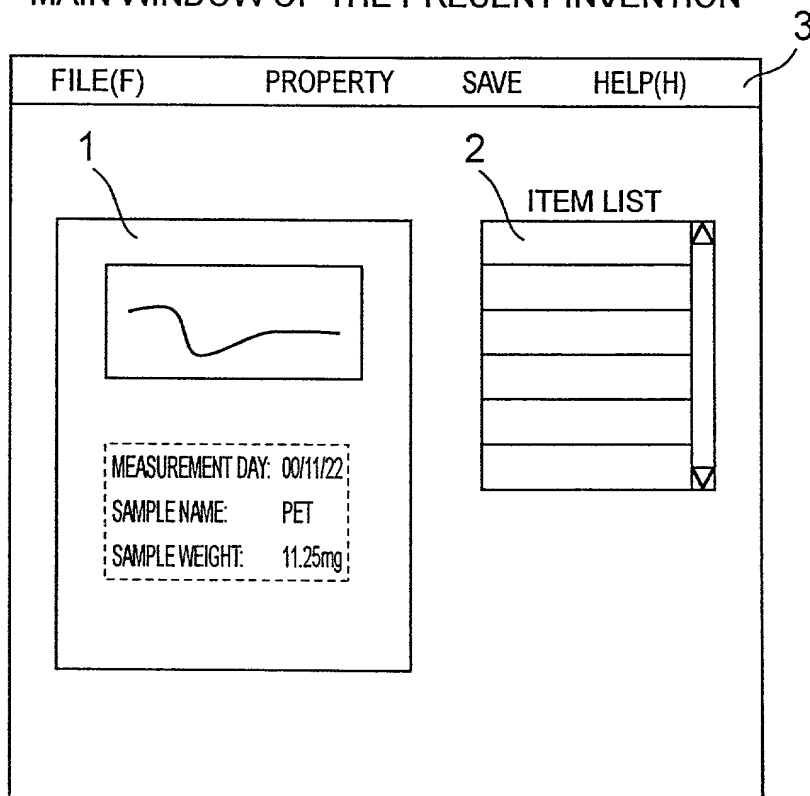 MAIN WINDOW OF THE PRESENT INVENTION
3
FILE(F) PROPERTY SAVE HELP(H)
1
2
ITEM LIST
MEASUREMENT DAY: 00/11/22
SAMPLE NAME: PET
SAMPLE WEIGHT: 11.25mg